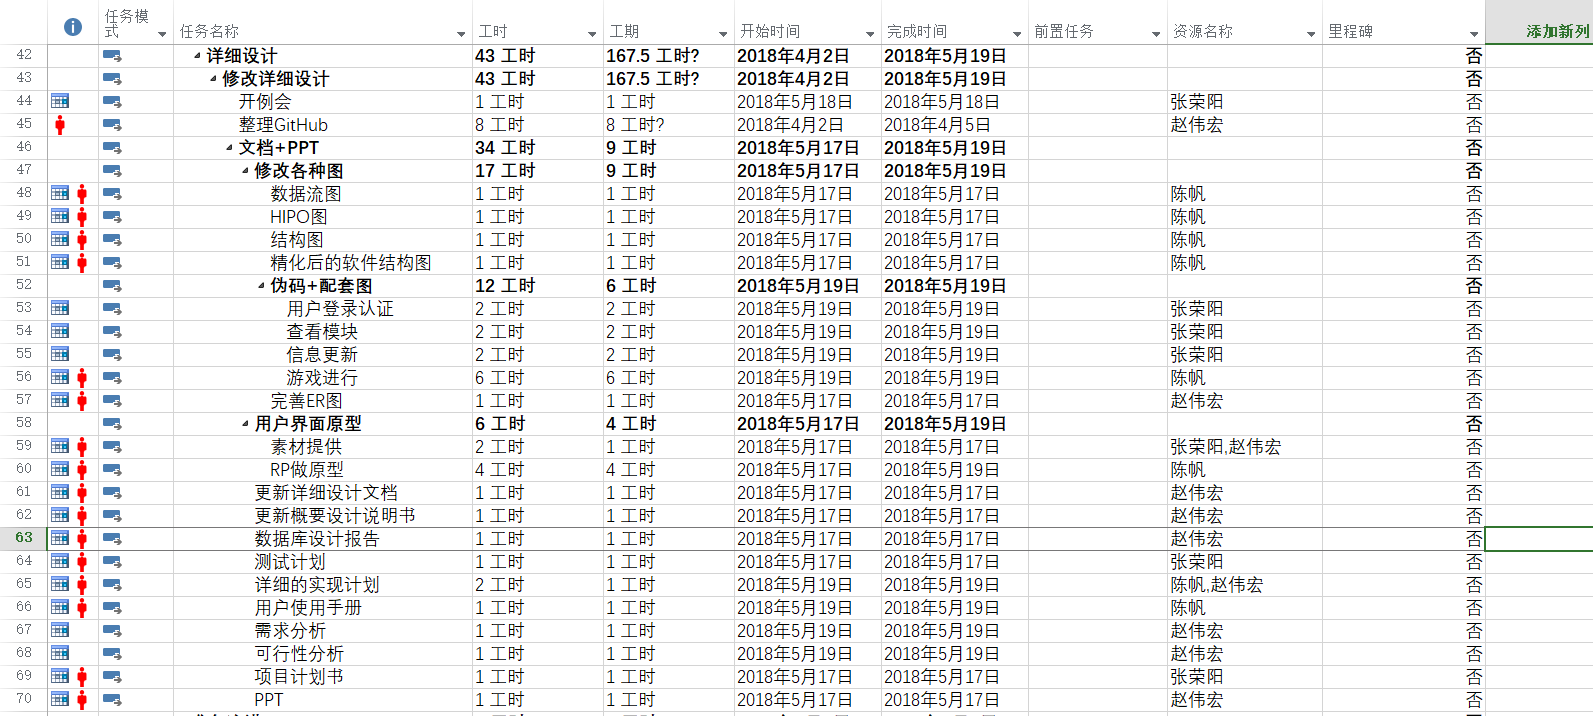 任务模式 任务名称 工时 工期 开始时间 完成时间 前置任务 资源名称 里程碑 添加新列
42 详细设计 43 工时 167.5 工时? 2018年4月2日 2018年5月19日 否
43 修改详细设计 43 工时 167.5 工时? 2018年4月2日 2018年5月19日 否
44 开例会 1 工时 1 工时 2018年5月18日 2018年5月18日 张荣阳 否
45 整理GitHub 8 工时 8 工时? 2018年4月2日 2018年4月5日 赵伟宏 否
46 文档+PPT 34 工时 9 工时 2018年5月17日 2018年5月19日 否
47 修改各种图 17 工时 9 工时 2018年5月17日 2018年5月19日 否
48 数据流图 1 工时 1 工时 2018年5月17日 2018年5月17日 陈帆 否
49 HIPO图 1 工时 1 工时 2018年5月17日 2018年5月17日 陈帆 否
50 结构图 1 工时 1 工时 2018年5月17日 2018年5月17日 陈帆 否
51 精化后的软件结构图 1 工时 1 工时 2018年5月17日 2018年5月17日 陈帆 否
52 伪码+配套图 12 工时 6 工时 2018年5月19日 2018年5月19日 否
53 用户登录认证 2 工时 2 工时 2018年5月19日 2018年5月19日 张荣阳 否
54 查看模块 2 工时 2 工时 2018年5月19日 2018年5月19日 张荣阳 否
55 信息更新 2 工时 2 工时 2018年5月19日 2018年5月19日 张荣阳 否
56 游戏进行 6 工时 6 工时 2018年5月19日 2018年5月19日 陈帆 否
57 完善ER图 1 工时 1 工时 2018年5月17日 2018年5月17日 赵伟宏 否
58 用户界面原型 6 工时 4 工时 2018年5月17日 2018年5月19日 否
59 素材提供 2 工时 1 工时 2018年5月17日 2018年5月17日 张荣阳,赵伟宏 否
60 RP做原型 4 工时 4 工时 2018年5月17日 2018年5月19日 陈帆 否
61 更新详细设计文档 1 工时 1 工时 2018年5月17日 2018年5月17日 赵伟宏 否
62 更新概要设计说明书 1 工时 1 工时 2018年5月17日 2018年5月17日 赵伟宏 否
63 数据库设计报告 1 工时 1 工时 2018年5月17日 2018年5月17日 赵伟宏 否
64 测试计划 1 工时 1 工时 2018年5月17日 2018年5月17日 张荣阳 否
65 详细的实现计划 2 工时 1 工时 2018年5月19日 2018年5月19日 陈帆,赵伟宏 否
66 用户使用手册 1 工时 1 工时 2018年5月19日 2018年5月19日 陈帆 否
67 需求分析 1 工时 1 工时 2018年5月19日 2018年5月19日 赵伟宏 否
68 可行性分析 1 工时 1 工时 2018年5月19日 2018年5月19日 赵伟宏 否
69 项目计划书 1 工时 1 工时 2018年5月17日 2018年5月17日 张荣阳 否
70 PPT 1 工时 1 工时 2018年5月17日 2018年5月17日 赵伟宏 否